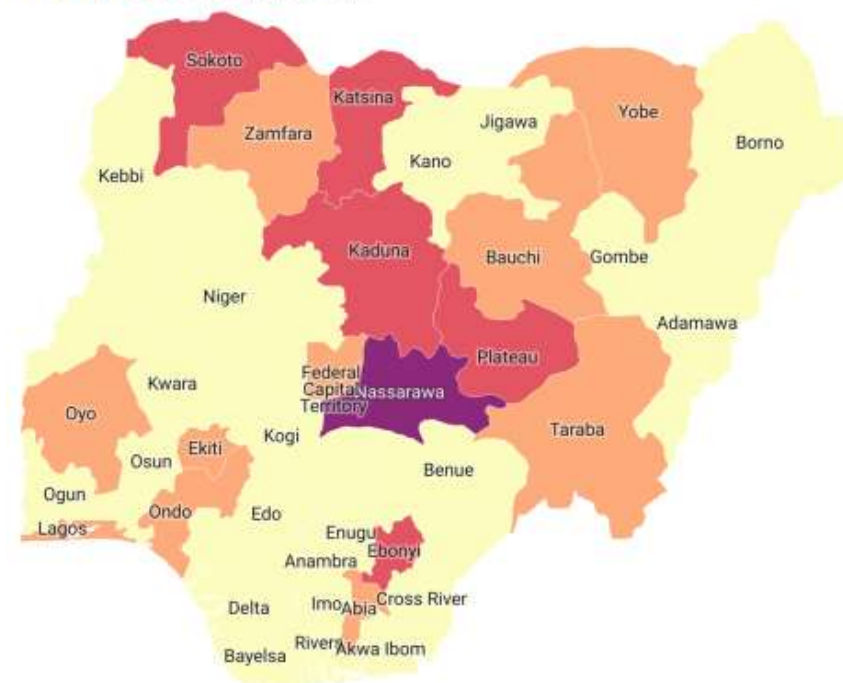 Sokoto
Katsina
Yobe
Jigawa
Zamfara
Borno
Kano
Kebbi
Kaduna
Bauchi
Gombe
Niger
Adamawa
Plateau
Federal
Capital
Territory
Nassarawa
Kwara
Oyo
Taraba
Kogi
Ekiti
Osun
Benue
Ogun
Ondo
Edo
Lagos
Enugu
Ebonyi
Anambra
Cross River
Imo
Abia
Delta
Rivers
Akwa Ibom
Bayelsa